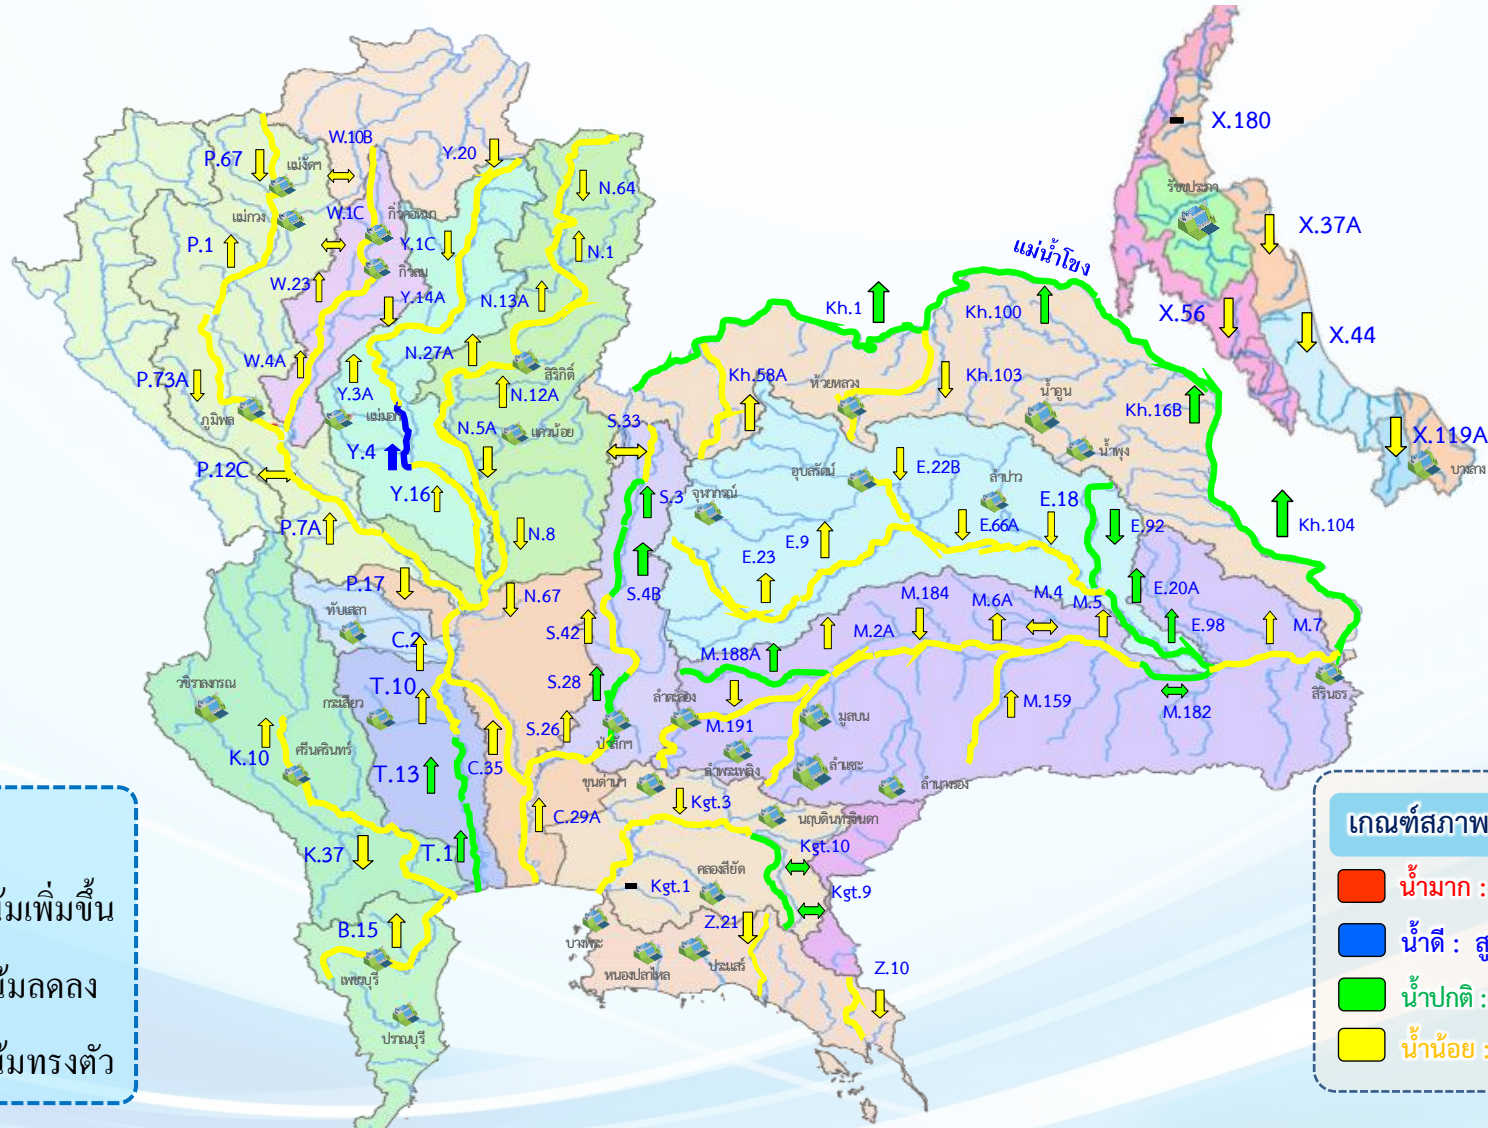 X.180
W.10B
Y.20
P.67
แม่งัดฯ
รัชชประภา
N.64
แม่กวง
W.1C
กิ่วคอหมา
X.37A
P.1
Y.1C
N.1
แม่น้ำโขง
กิ่วลม
W.23
Y.14A
N.13A
Kh.1
Kh.100
X.56
X.44
N.27A
W.4A
สิริกิติ์
P.73A
Y.3A
N.12A
Kh.58A
ห้วยหลวง
Kh.103
น้ำอูน
Kh.16B
ภูมิพล
แม่มอก
N.5A
แควน้อย
S.33
X.119A
Y.4
น้ำพุง
บางลาง
P.12C
อุบลรัตน์
E.22B
ลำปาว
Y.16
จุฬาภรณ์
S.3
E.18
P.7A
N.8
E.9
E.66A
E.92
Kh.104
E.23
P.17
N.67
S.4B
M.184
M.6A
M.4
M.5
E.20A
ทับเสลา
C.2
S.42
M.2A
E.98
M.7
M.188A
วชิราลงกรณ
T.10
S.28
กระเสียว
ลำตะคอง
M.159
สิรินธร
M.182
S.26
ป่าสักฯ
M.191
มูลบน
K.10
ศรีนครินทร์
T.13
C.35
ลำพระเพลิง
ลำแชะ
ลำนางรอง
ขุนด่านฯ
Kgt.3
C.29A
นฤบดินทรจินดา
เกณฑ์สภาพ
K.37
T.1
Kgt.10
คลองสียัด
Kgt.1
Kgt.9
น้ำมาก :
B.15
Z.21
บางพระ
น้ำดี : สู
เพชรบุรี
หนองปลาไหล
ประแสร์
Z.10
น้ำปกติ :
ปราณบุรี
น้ำน้อย :
เพิ่มขึ้น
ลดลง
ทรงตัว